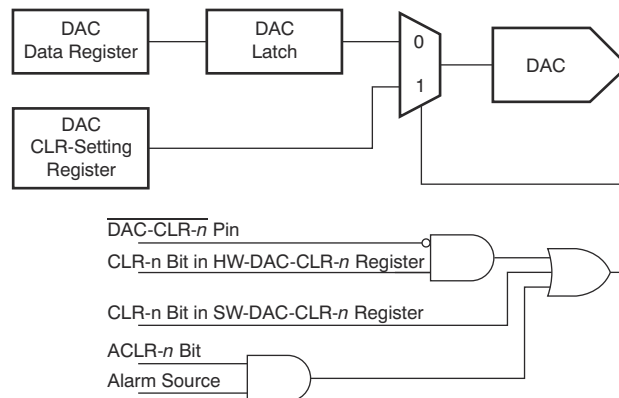 DAC
Data Register
DAC
Latch
0
1
DAC
DAC
CLR-Setting
Register
DAC-CLR-n Pin
CLR-n Bit in HW-DAC-CLR-n Register
CLR-n Bit in SW-DAC-CLR-n Register
ACLR-n Bit
Alarm Source